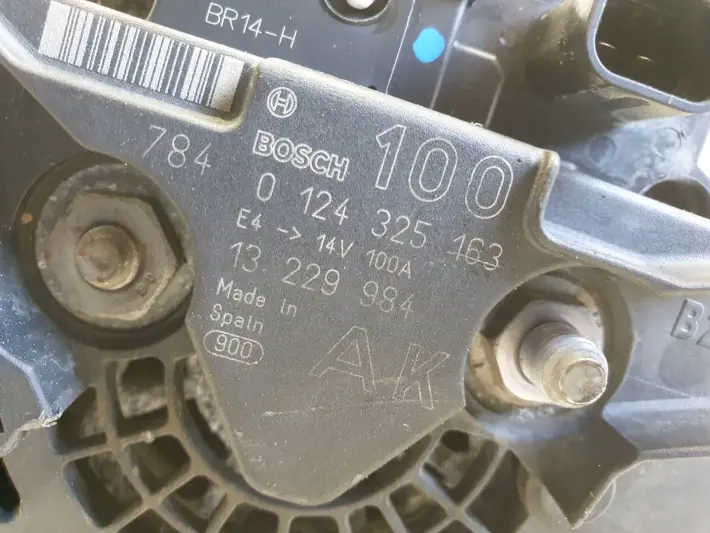 BR14-H
784 BOSCH 100
0 124 325 163
E4 -> 14V 100A
13 229 984
Made in
Spain
900
AK